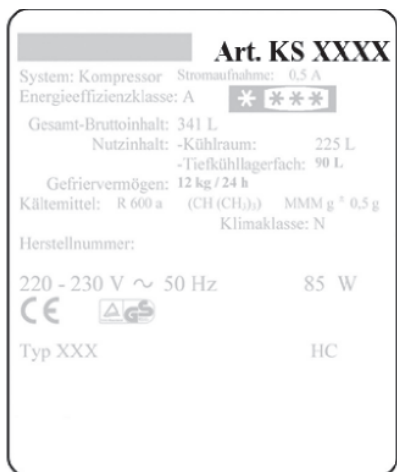 Art. KS XXXX
System: Kompressor Stromaufnahme: 0,5 A
Energieeffizienzklasse: A
Gesamt-Bruttoinhalt: 341 L
Nutzinhalt: -Kühlraum: 225 L
-Tiefkühllagerfach: 90 L
Gefriervermögen: 12 kg / 24 h
Kältemittel: R 600 a (CH (CH₃)₃) MMM g ± 0,5 g
Klimaklasse: N
Herstellnummer:
220 - 230 V ~ 50 Hz 85 W
CE GS
Typ XXX HC